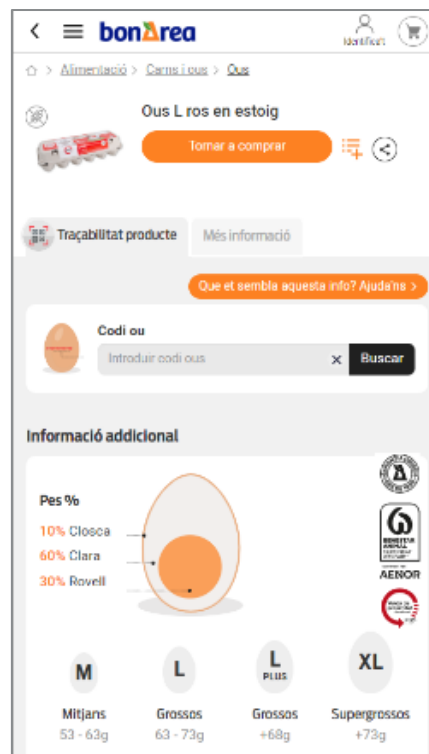 bonÀrea
Identifica't
Alimentació > Carns i ous > Ous
Ous L ros en estoig
Tornar a comprar
Traçabilitat producte
Més informació
Que et sembla aquesta info? Ajuda'ns >
Codi ou
Introduir codi ous
Buscar
Informació addicional
Pes %
10% Closca
60% Clara
30% Rovell
BENESTAR
ANIMAL
AENOR
M
L
L
PLUS
XL
Mitjans
Grossos
Grossos
Supergrossos
53 - 63g
63 - 73g
+68g
+73g